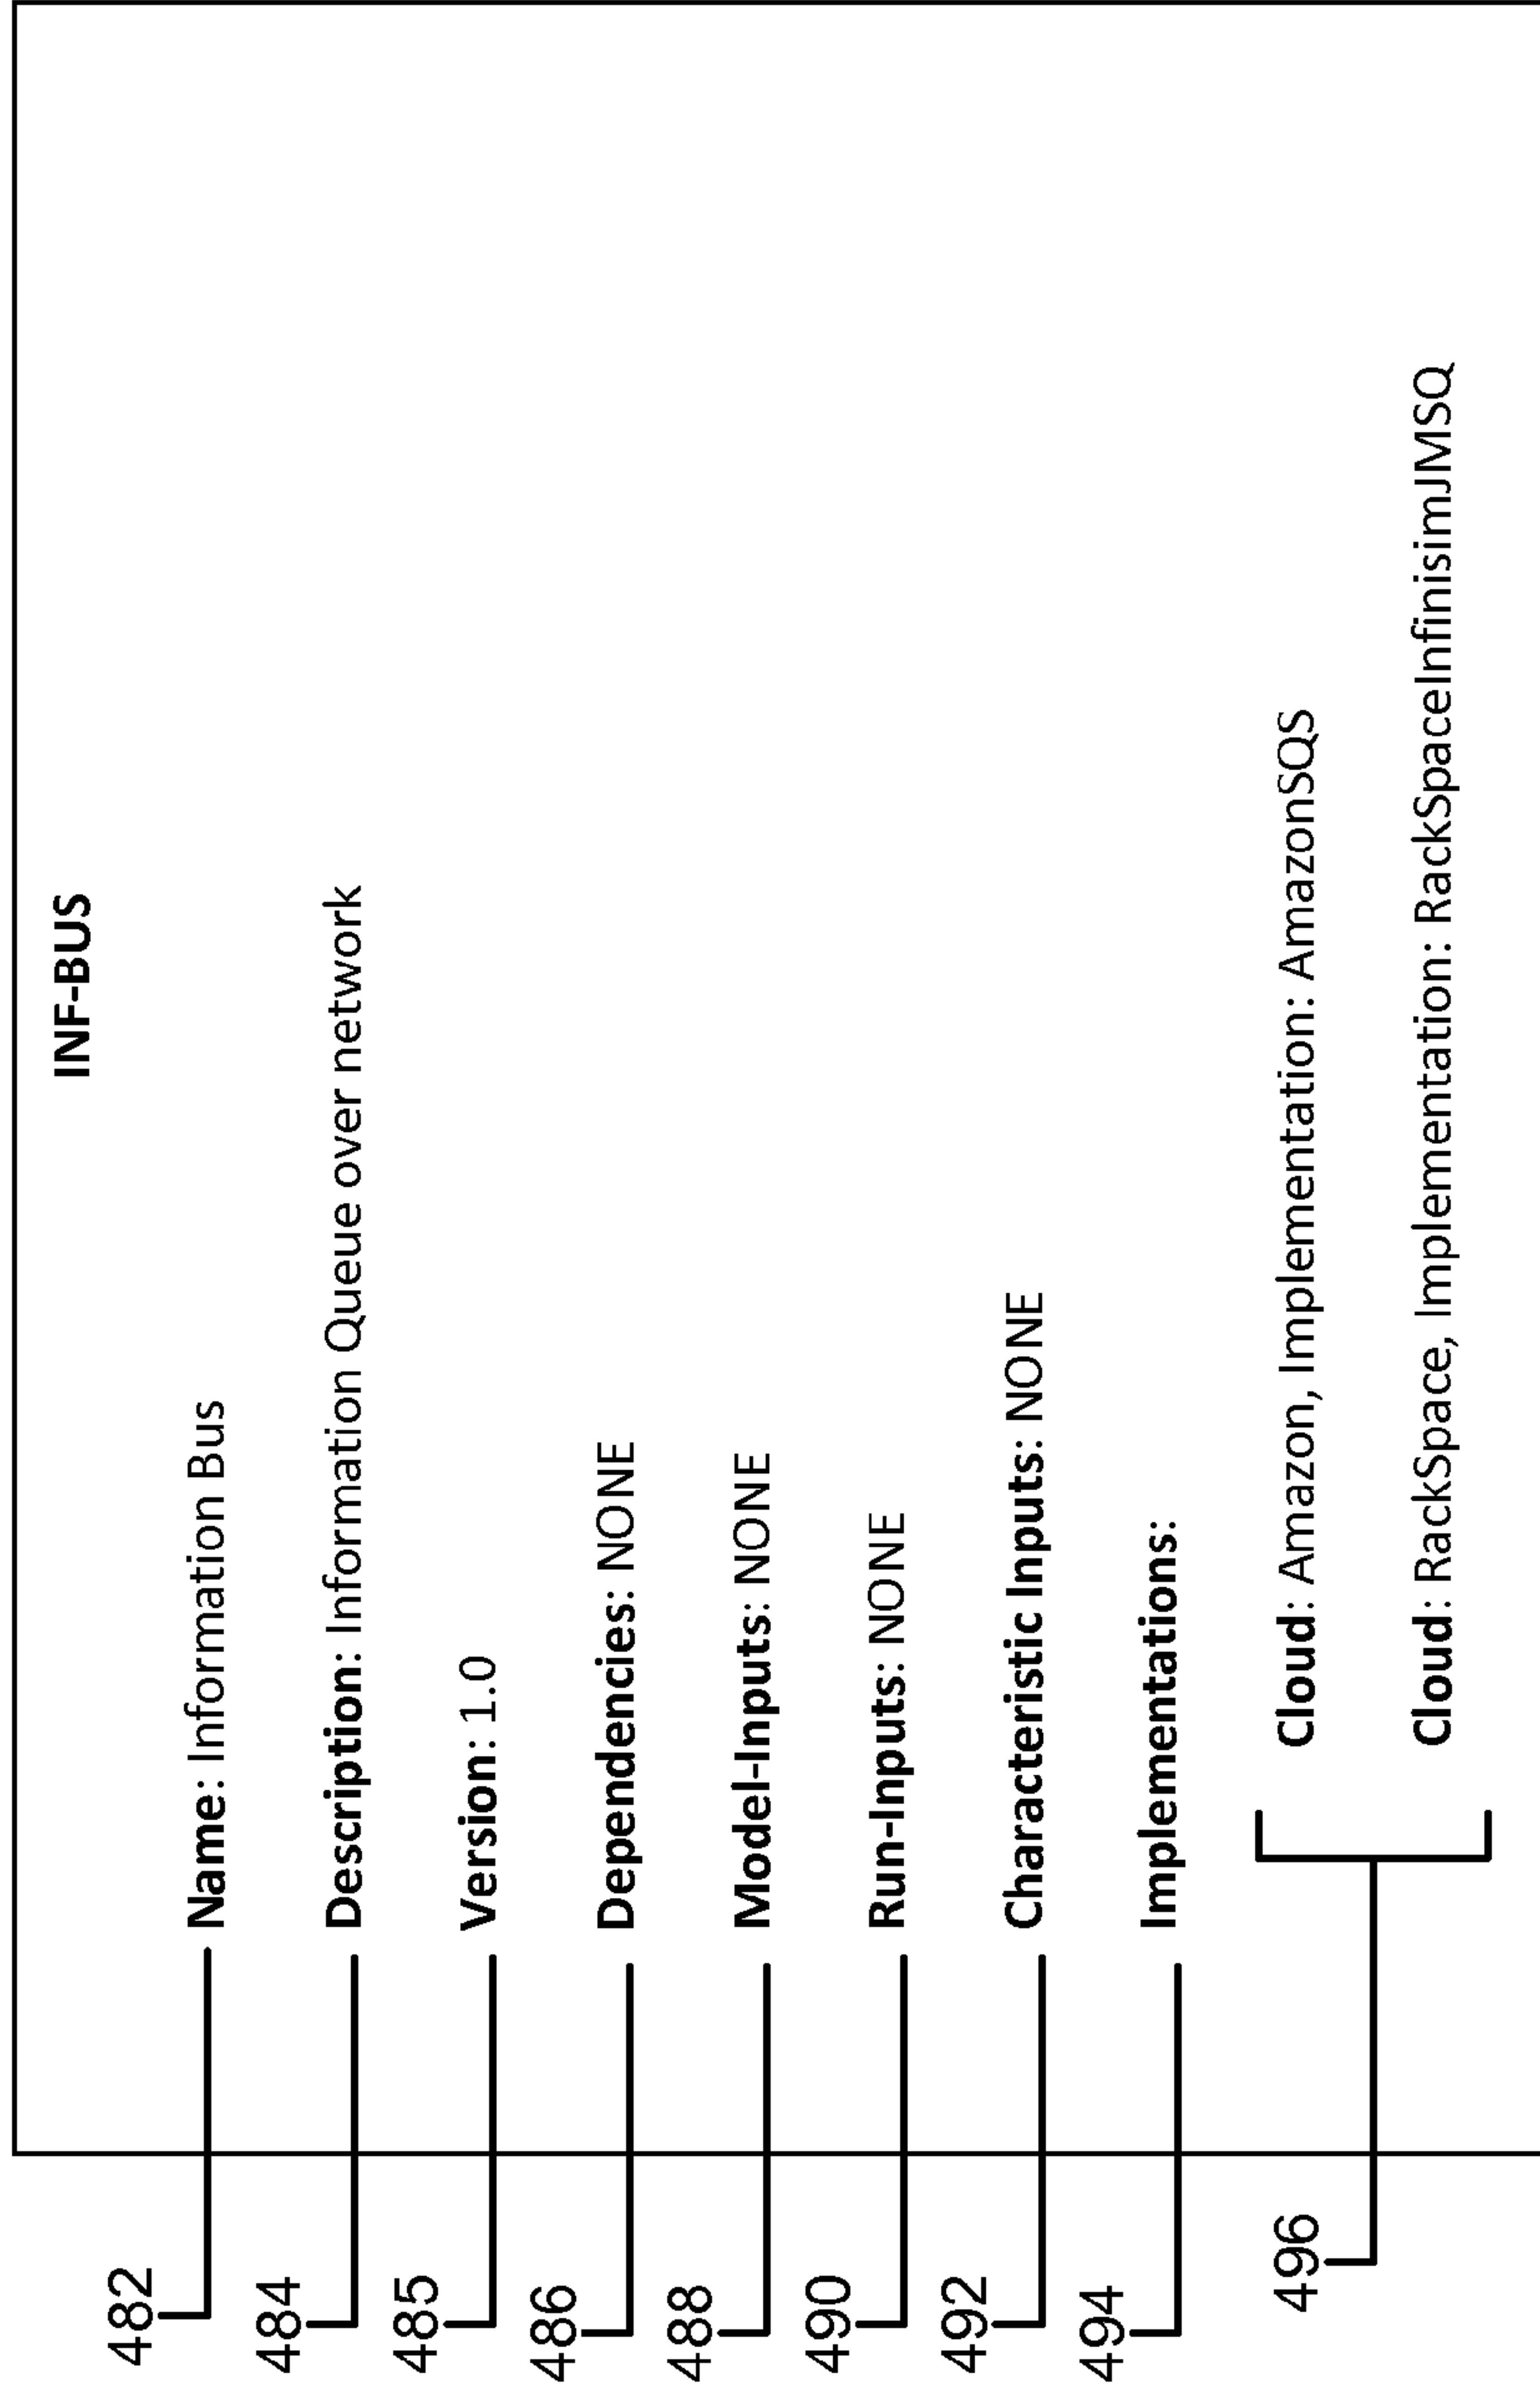 INF-BUS
482 Name: Information Bus
484 Description: Information Queue over network
485 Version: 1.0
486 Dependencies: NONE
488 Model-Inputs: NONE
490 Run-Inputs: NONE
492 Characteristic Inputs: NONE
494 Implementations:
496
Cloud: Amazon, Implementation: AmazonSQS
Cloud: RackSpace, Implementation: RackSpaceInfinisimJMSQ